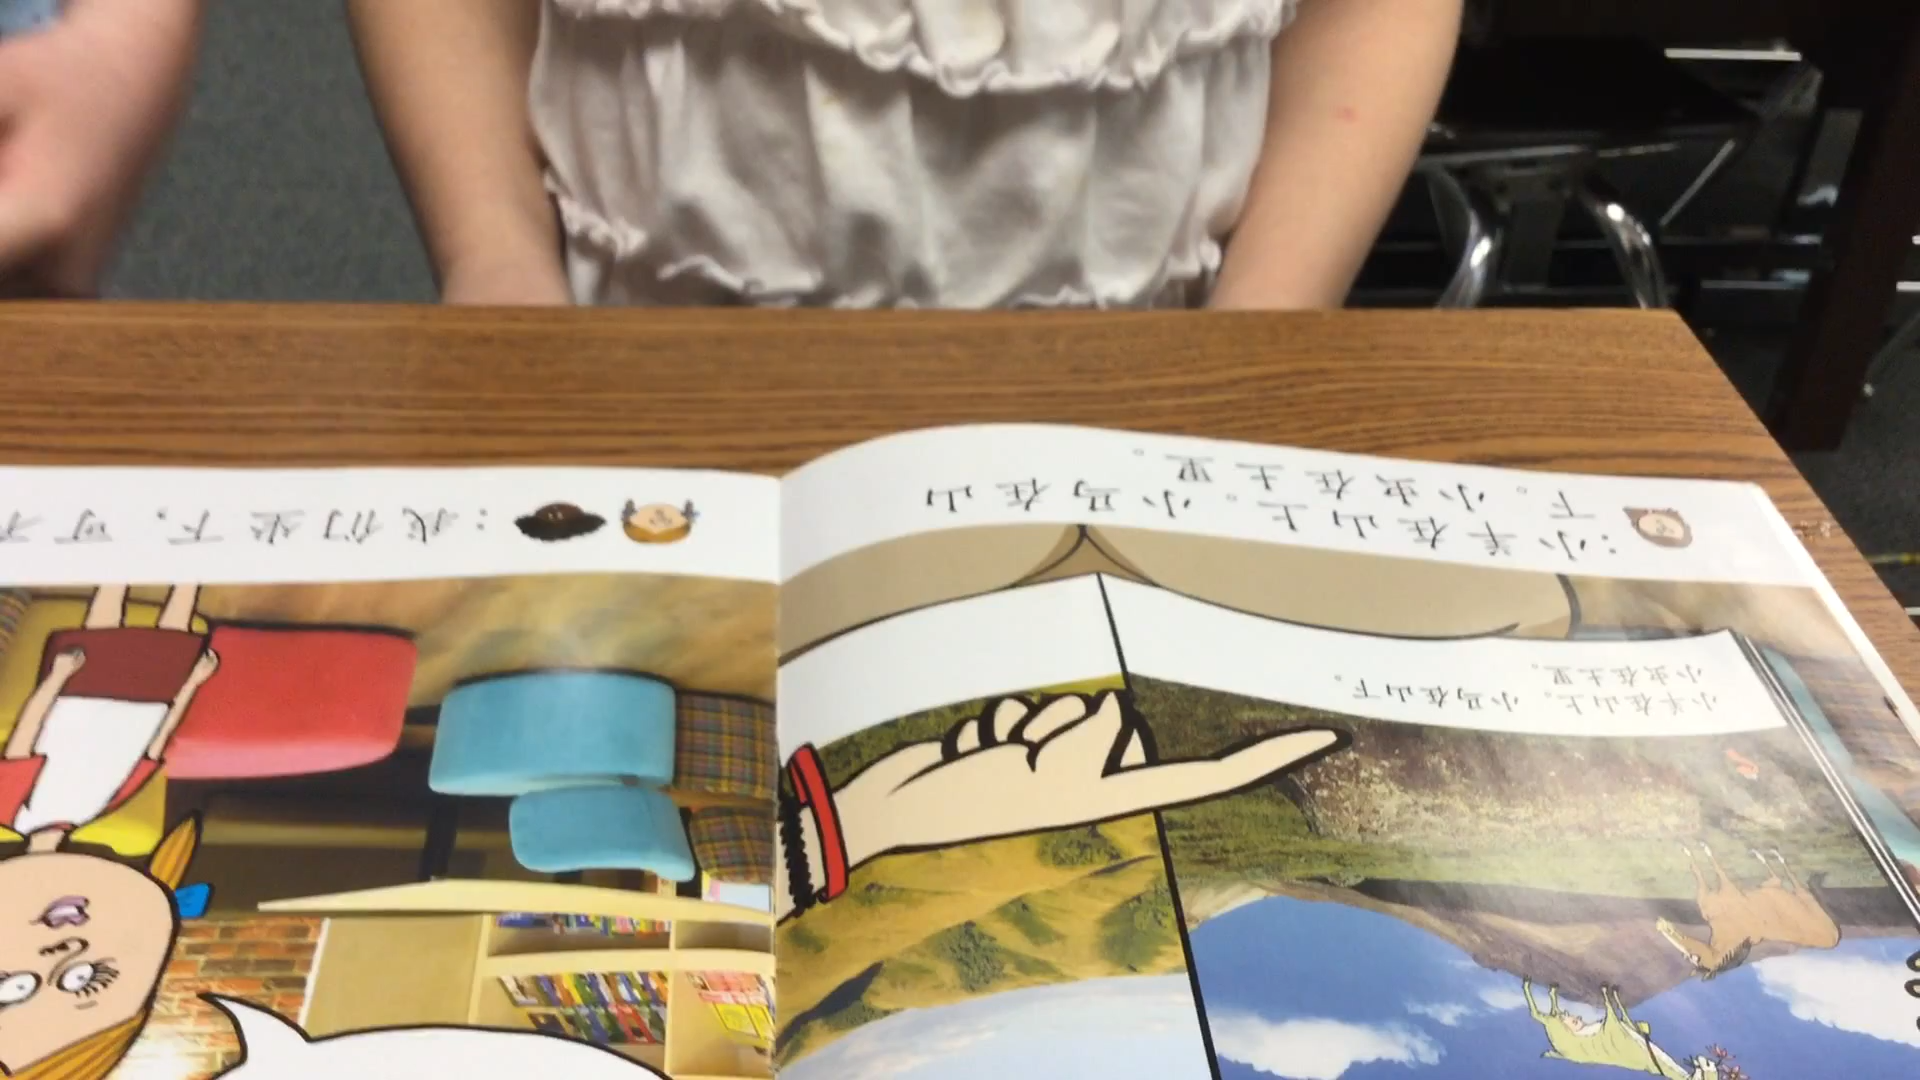 小羊在山上。小马在山下。
小虫在土里。
：小羊在山上。小马在山
下。小虫在土里。
：我们坐下，可